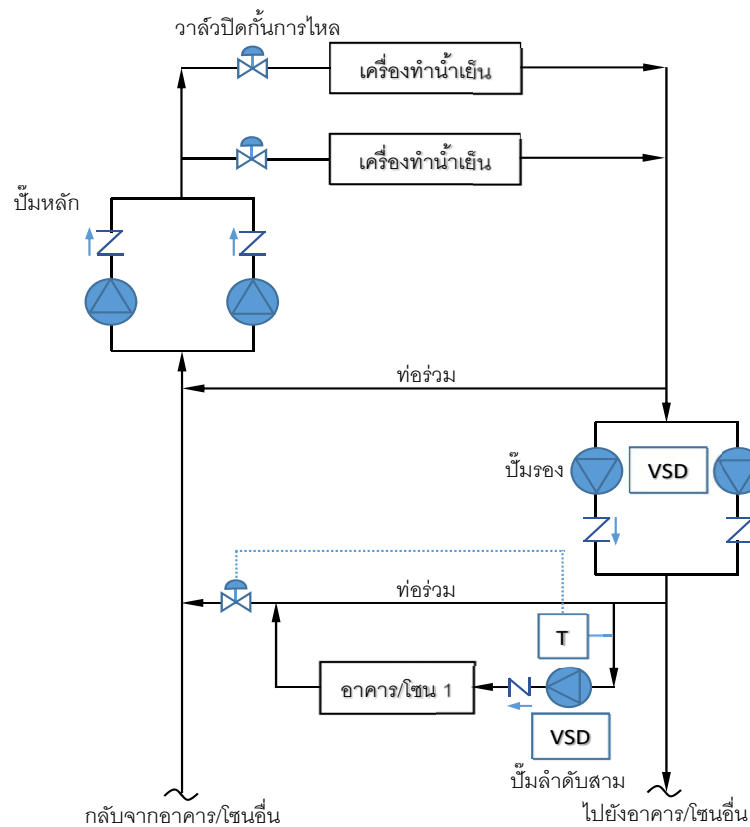 วาล์วปิดกั้นการไหล
เครื่องทำน้ำเย็น
เครื่องทำน้ำเย็น
ปั๊มหลัก
ท่อร่วม
ปั๊มรอง
VSD
ท่อร่วม
T
อาคาร/โซน 1
VSD
ปั๊มลำดับสาม
กลับจากอาคาร/โซนอื่น
ไปยังอาคาร/โซนอื่น